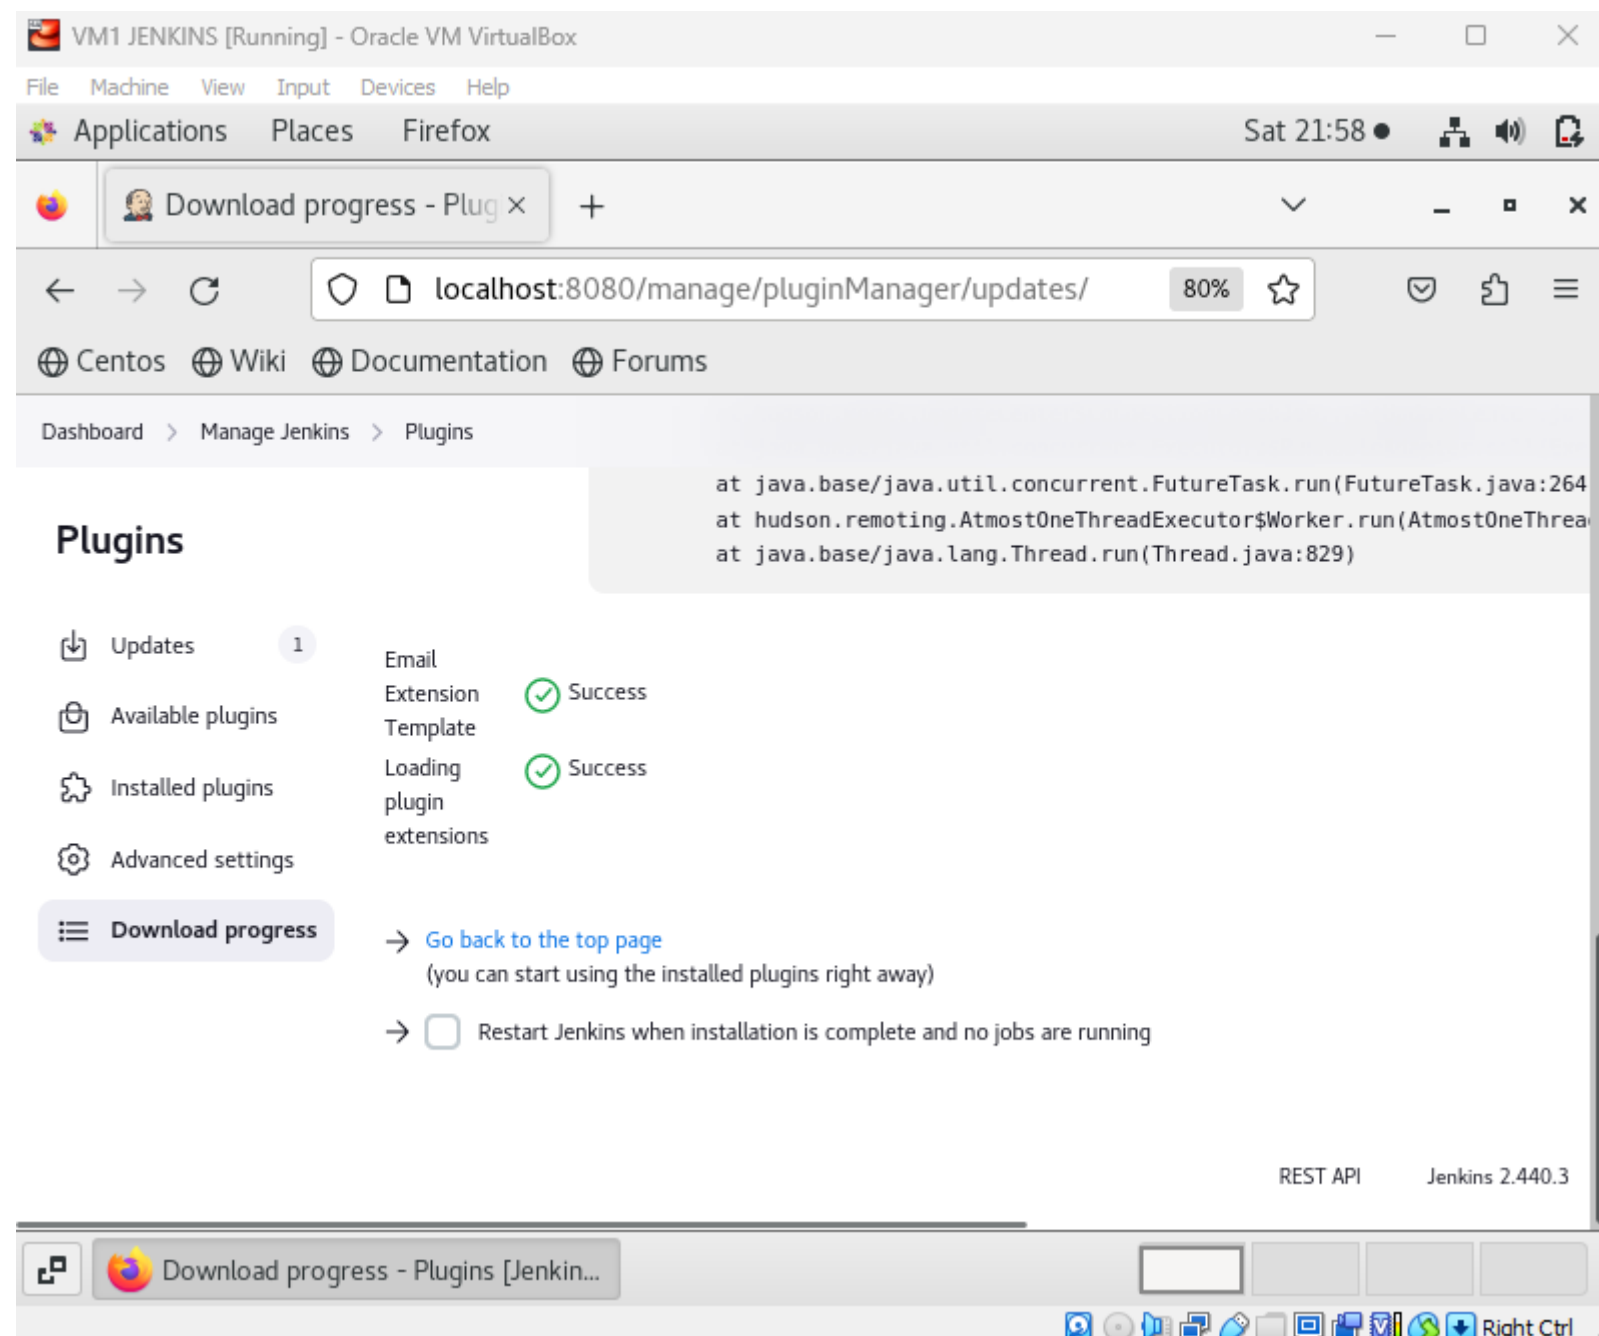 VM1 JENKINS [Running] - Oracle VM VirtualBox
File Machine View Input Devices Help
Applications Places Firefox Sat 21:58
Download progress - Plug
localhost:8080/manage/pluginManager/updates/ 80%
Centos Wiki Documentation Forums
Dashboard > Manage Jenkins > Plugins
at java.base/java.util.concurrent.FutureTask.run(FutureTask.java:264
at hudson.remoting.AtmostOneThreadExecutor$Worker.run(AtmostOneThrea
at java.base/java.lang.Thread.run(Thread.java:829)
Plugins
Updates 1
Available plugins
Installed plugins
Advanced settings
Download progress
Email
Extension
Template
Success
Loading
plugin
extensions
Success
Go back to the top page
(you can start using the installed plugins right away)
Restart Jenkins when installation is complete and no jobs are running
REST API Jenkins 2.440.3
Download progress - Plugins [Jenkin...
Right Ctrl